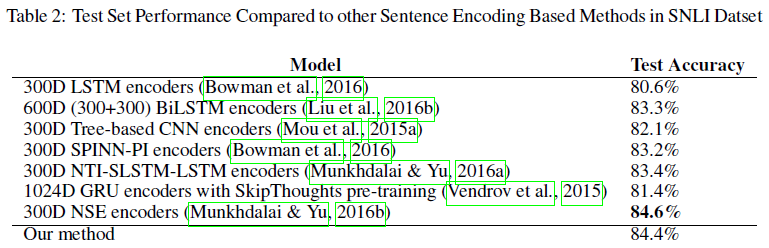 Table 2: Test Set Performance Compared to other Sentence Encoding Based Methods in SNLI Datset
Model Test Accuracy
300D LSTM encoders (Bowman et al., 2016) 80.6%
600D (300+300) BiLSTM encoders (Liu et al., 2016b) 83.3%
300D Tree-based CNN encoders (Mou et al., 2015a) 82.1%
300D SPINN-PI encoders (Bowman et al., 2016) 83.2%
300D NTI-SLSTM-LSTM encoders (Munkhdalai & Yu, 2016a) 83.4%
1024D GRU encoders with SkipThoughts pre-training (Vendrov et al., 2015) 81.4%
300D NSE encoders (Munkhdalai & Yu, 2016b) 84.6%
Our method 84.4%